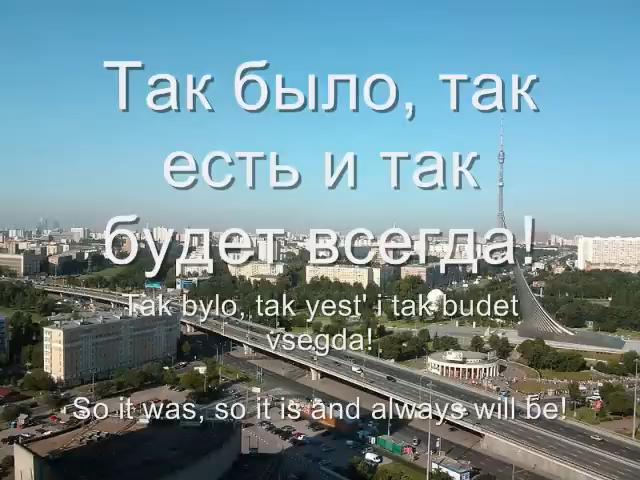 Так было, так
есть и так
будет всегда!
Tak bylo, tak yest' i tak budet
vsegda!
So it was, so it is and always will be!